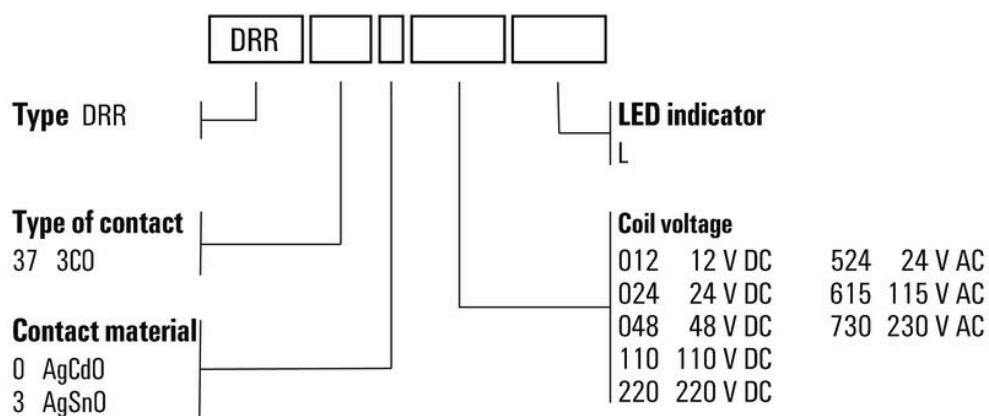 DRR
Type DRR
LED indicator
L
Type of contact
37 3CO
Contact material
0 AgCdO
3 AgSnO
Coil voltage
012 12 V DC 524 24 V AC
024 24 V DC 615 115 V AC
048 48 V DC 730 230 V AC
110 110 V DC
220 220 V DC